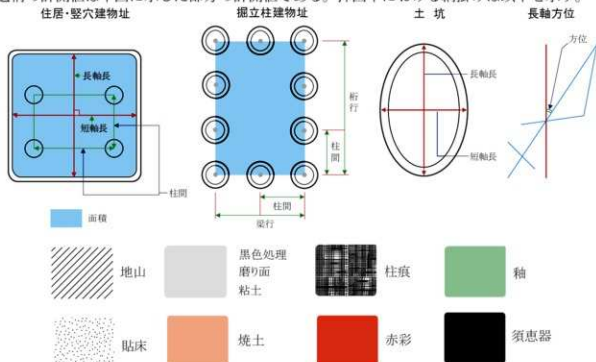 住居・竪穴建物址
掘立柱建物址
土 坑
長軸方位
長軸長
短軸長
柱間
面積
桁行
柱間
柱間
梁行
長軸長
短軸長
方位
地山
黒色処理
磨り面
粘土
柱痕
釉
貼床
焼土
赤彩
須恵器